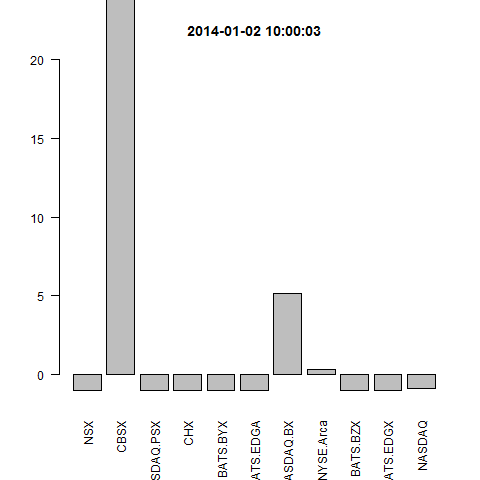 2014-01-02 10:00:03
20
15
10
5
0
NSX
CBSX
SDAQ.PSX
CHX
BATS.BYX
ATS.EDGA
ASDAQ.BX
NYSE.Arca
BATS.BZX
ATS.EDGX
NASDAQ